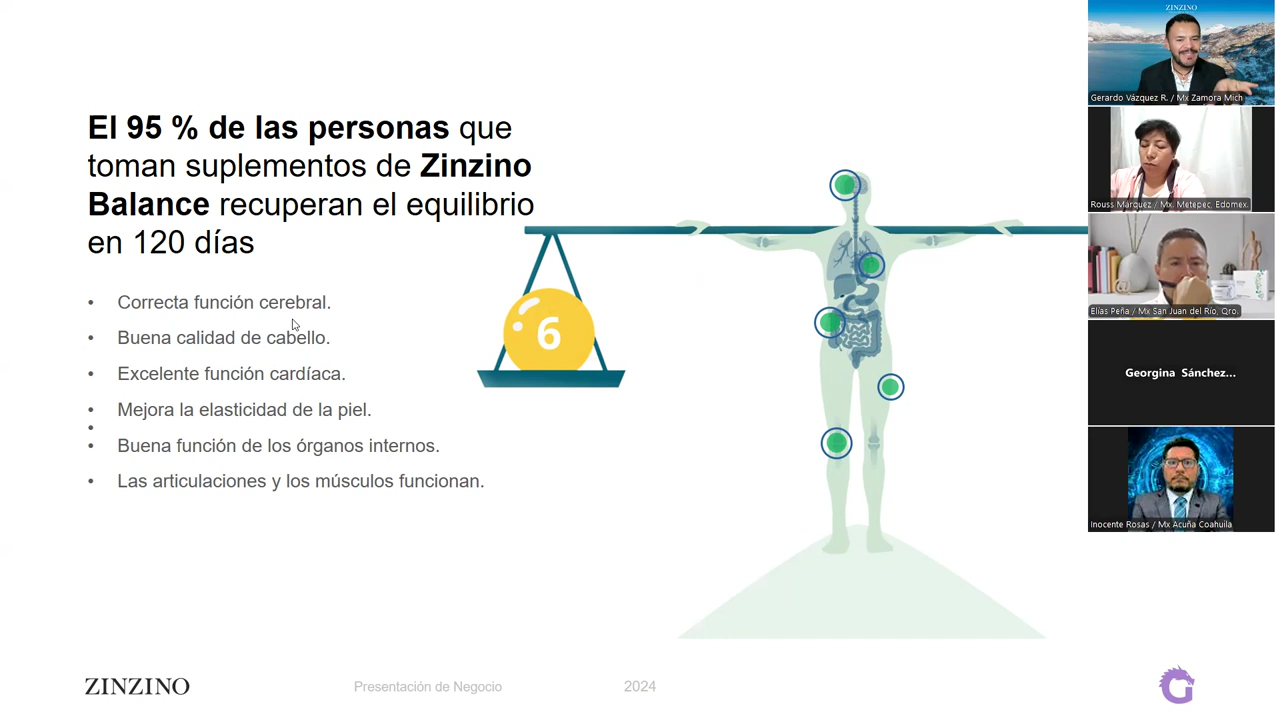 El 95 % de las personas que
toman suplementos de Zinzino
Balance recuperan el equilibrio
en 120 días
• Correcta función cerebral.
• Buena calidad de cabello.
• Excelente función cardíaca.
• Mejora la elasticidad de la piel.
•
• Buena función de los órganos internos.
• Las articulaciones y los músculos funcionan.
6
ZINZINO
Presentación de Negocio
2024
G
ZINZINO
Gerardo Vázquez R. / Mx Zamora Mich
Rouss Márquez / Mx. Metepec, Edomex.
Elías Peña / Mx San Juan del Río, Qro.
Georgina Sánchez...
Inocente Rosas / Mx Acuña Coahuila